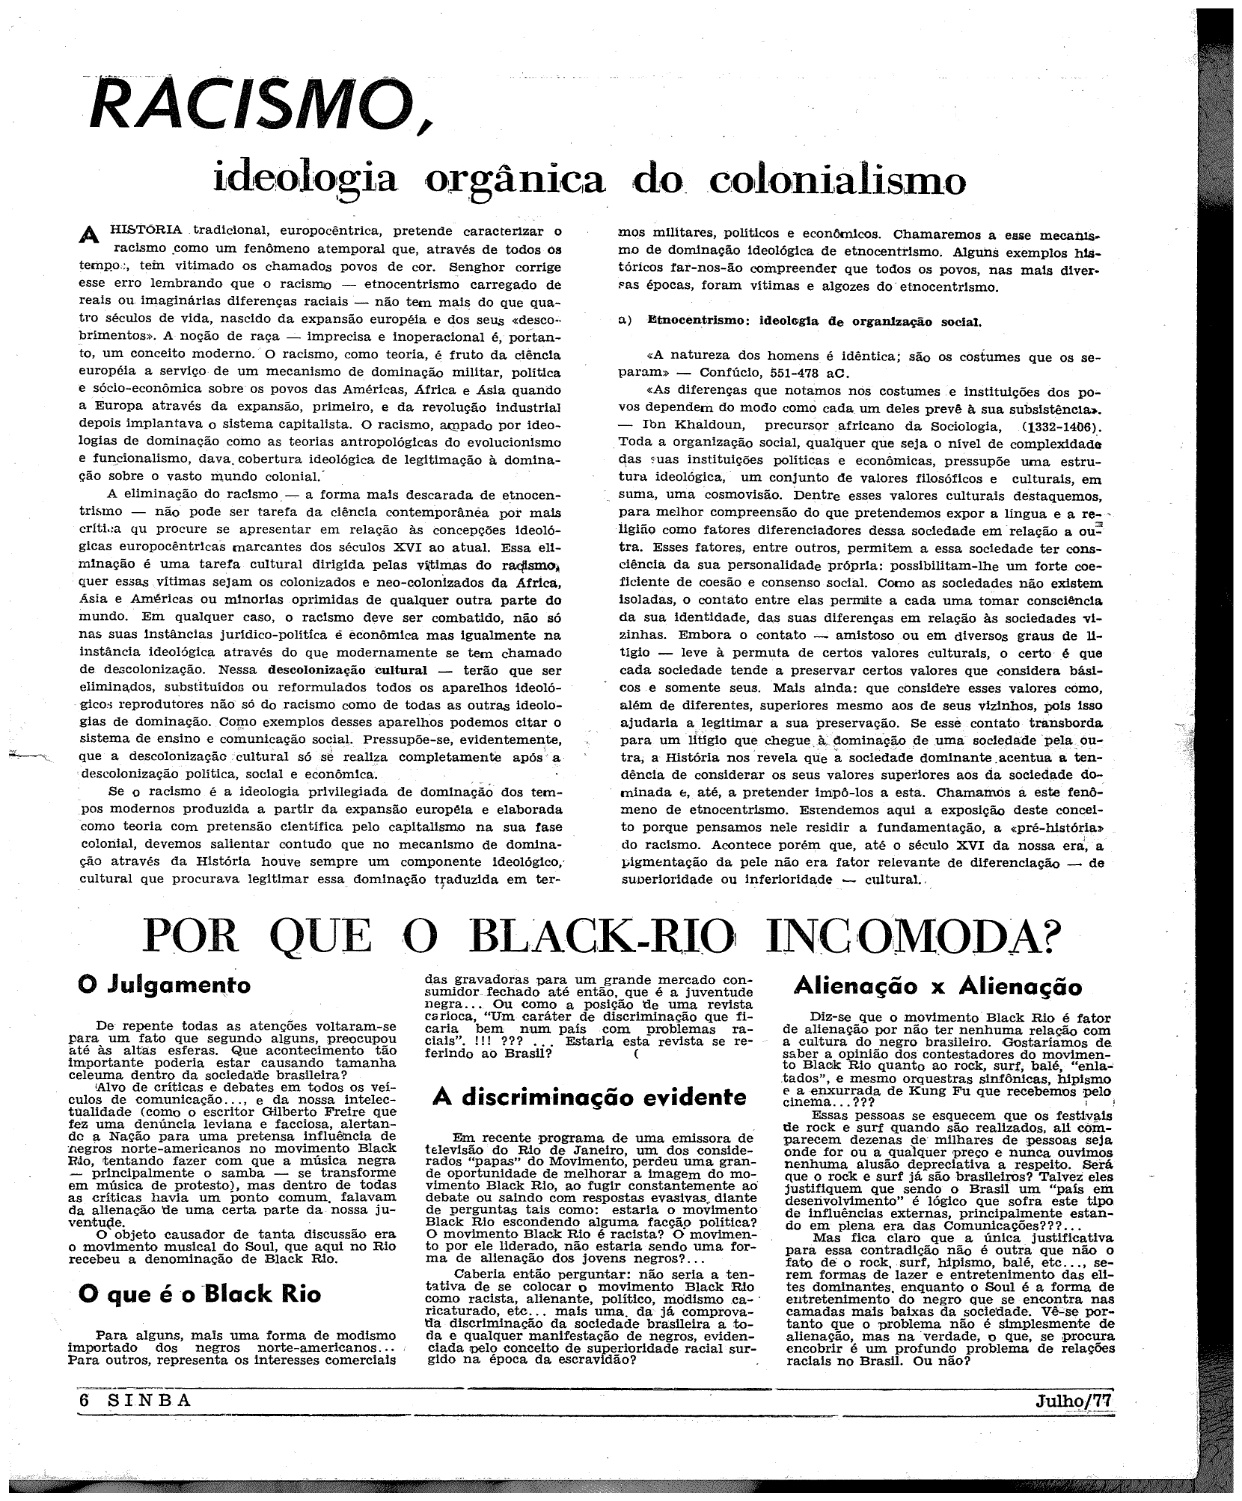 RACISMO,
ideologia orgânica do colonialismo
A HISTÓRIA tradicional, europocêntrica, pretende caracterizar o
racismo como um fenômeno atemporal que, através de todos os
tempos, tem vitimado os chamados povos de cor. Senghor corrige
esse erro lembrando que o racismo — etnocentrismo carregado de
reais ou imaginárias diferenças raciais — não tem mais do que qua-
tro séculos de vida, nascido da expansão européia e dos seus «desco-
brimentos». A noção de raça — imprecisa e inoperacional é, portan-
to, um conceito moderno. O racismo, como teoria, é fruto da ciência
européia a serviço de um mecanismo de dominação militar, política
e sócio-econômica sobre os povos das Américas, África e Ásia quando
a Europa através da expansão, primeiro, e da revolução industrial
depois implantava o sistema capitalista. O racismo, ampado por ideo-
logias de dominação como as teorias antropológicas do evolucionismo
e funcionalismo, dava cobertura ideológica de legitimação à domina-
ção sobre o vasto mundo colonial.
A eliminação do racismo — a forma mais descarada de etnocen-
trismo — não pode ser tarefa da ciência contemporânea por mais
crítica qu procure se apresentar em relação às concepções ideoló-
gicas europocêntricas marcantes dos séculos XVI ao atual. Essa eli-
minação é uma tarefa cultural dirigida pelas vítimas do racismo,
quer essas vítimas sejam os colonizados e neo-colonizados da África,
Ásia e Américas ou minorias oprimidas de qualquer outra parte do
mundo. Em qualquer caso, o racismo deve ser combatido, não só
nas suas instâncias jurídico-política é econômica mas igualmente na
instância ideológica através do que modernamente se tem chamado
de descolonização. Nessa descolonização cultural — terão que ser
eliminados, substituídos ou reformulados todos os aparelhos ideoló-
gicos reprodutores não só do racismo como de todas as outras ideolo-
gias de dominação. Como exemplos desses aparelhos podemos citar o
sistema de ensino e comunicação social. Pressupõe-se, evidentemente,
que a descolonização cultural só se realiza completamente após a
descolonização política, social e econômica.
Se o racismo é a ideologia privilegiada de dominação dos tem-
pos modernos produzida a partir da expansão européia e elaborada
como teoria com pretensão científica pelo capitalismo na sua fase
colonial, devemos salientar contudo que no mecanismo de domina-
ção através da História houve sempre um componente ideológico,
cultural que procurava legitimar essa dominação traduzida em ter-
mos militares, políticos e econômicos. Chamaremos a esse mecanis-
mo de dominação ideológica de etnocentrismo. Alguns exemplos his-
tóricos far-nos-ão compreender que todos os povos, nas mais diver-
sas épocas, foram vítimas e algozes do etnocentrismo.
a) Etnocentrismo: ideologia de organização social.
«A natureza dos homens é idêntica; são os costumes que os se-
param» — Confúcio, 551-478 aC.
«As diferenças que notamos nos costumes e instituições dos po-
vos dependem do modo como cada um deles prevê à sua subsistência».
— Ibn Khaldoun, precursor africano da Sociologia, (1332-1406).
Toda a organização social, qualquer que seja o nível de complexidade
das suas instituições políticas e econômicas, pressupõe uma estru-
tura ideológica, um conjunto de valores filosóficos e culturais, em
suma, uma cosmovisão. Dentre esses valores culturais destaquemos,
para melhor compreensão do que pretendemos expor a língua e a re-
ligião como fatores diferenciadores dessa sociedade em relação a ou-
tra. Esses fatores, entre outros, permitem a essa sociedade ter cons-
ciência da sua personalidade própria: possibilitam-lhe um forte coe-
ficiente de coesão e consenso social. Como as sociedades não existem
isoladas, o contato entre elas permite a cada uma tomar consciência
da sua identidade, das suas diferenças em relação às sociedades vi-
zinhas. Embora o contato — amistoso ou em diversos graus de li-
tígio — leve à permuta de certos valores culturais, o certo é que
cada sociedade tende a preservar certos valores que considera bási-
cos e somente seus. Mais ainda: que considere esses valores como,
além de diferentes, superiores mesmo aos de seus vizinhos, pois isso
ajudaria a legitimar a sua preservação. Se esse contato transborda
para um litígio que chegue à dominação de uma sociedade pela ou-
tra, a História nos revela que a sociedade dominante acentua a ten-
dência de considerar os seus valores superiores aos da sociedade do-
minada e, até, a pretender impô-los a esta. Chamamos a este fenô-
meno de etnocentrismo. Estendemos aqui a exposição deste concei-
to porque pensamos nele residir a fundamentação, a «pré-história»
do racismo. Acontece porém que, até o século XVI da nossa era, a
pigmentação da pele não era fator relevante de diferenciação — de
superioridade ou inferioridade — cultural.
POR QUE O BLACK-RIO INCOMODA?
O Julgamento
De repente todas as atenções voltaram-se
para um fato que segundo alguns, preocupou
até às altas esferas. Que acontecimento tão
importante poderia estar causando tamanha
celeuma dentro da sociedade brasileira?
Alvo de críticas e debates em todos os veí-
culos de comunicação..., e da nossa intelec-
tualidade (como o escritor Gilberto Freire que
fez uma denúncia leviana e facciosa, alertan-
do a Nação para uma pretensa influência de
negros norte-americanos no movimento Black
Rio, tentando fazer com que a música negra
— principalmente o samba — se transforme
em música de protesto), mas dentro de todas
as críticas havia um ponto comum, falavam
da alienação de uma certa parte da nossa ju-
ventude.
O objeto causador de tanta discussão era
o movimento musical do Soul, que aqui no Rio
recebeu a denominação de Black Rio.
O que é o Black Rio
Para alguns, mais uma forma de modismo
importado dos negros norte-americanos...
Para outros, representa os interesses comerciais
das gravadoras para um grande mercado con-
sumidor fechado até então, que é a juventude
negra... Ou como a posição de uma revista
carioca, "Um caráter de discriminação que fi-
caria bem num país com problemas ra-
ciais". !!! ??? ... Estaria esta revista se re-
ferindo ao Brasil? (
A discriminação evidente
Em recente programa de uma emissora de
televisão do Rio de Janeiro, um dos conside-
rados "papas" do Movimento, perdeu uma gran-
de oportunidade de melhorar a imagem do mo-
vimento Black Rio, ao fugir constantemente ao
debate ou saindo com respostas evasivas, diante
de perguntas tais como: estaria o movimento
Black Rio escondendo alguma facção política?
O movimento Black Rio é racista? O movimen-
to por ele liderado, não estaria sendo uma for-
ma de alienação dos jovens negros?...
Caberia então perguntar: não seria a ten-
tativa de se colocar o movimento Black Rio
como racista, alienante, político, modismo ca-
ricaturado, etc... mais uma, da já comprova-
da discriminação da sociedade brasileira a to-
da e qualquer manifestação de negros, eviden-
ciada pelo conceito de superioridade racial sur-
gido na época da escravidão?
Alienação x Alienação
Diz-se que o movimento Black Rio é fator
de alienação por não ter nenhuma relação com
a cultura do negro brasileiro. Gostaríamos de
saber a opinião dos contestadores do movimen-
to Black Rio quanto ao rock, surf, balé, "enla-
tados", e mesmo orquestras sinfônicas, hipismo
e a enxurrada de Kung Fu que recebemos pelo
cinema...???
Essas pessoas se esquecem que os festivais
de rock e surf quando são realizados, ali com-
parecem dezenas de milhares de pessoas seja
onde for ou a qualquer preço e nunca ouvimos
nenhuma alusão depreciativa a respeito. Será
que o rock e surf já são brasileiros? Talvez eles
justifiquem que sendo o Brasil um "país em
desenvolvimento" é lógico que sofra este tipo
de influências externas, principalmente estan-
do em plena era das Comunicações???...
Mas fica claro que a única justificativa
para essa contradição não é outra que não o
fato de o rock, surf, hipismo, balé, etc..., se-
rem formas de lazer e entretenimento das eli-
tes dominantes, enquanto o Soul é a forma de
entretenimento do negro que se encontra nas
camadas mais baixas da sociedade. Vê-se por-
tanto que o problema não é simplesmente de
alienação, mas na verdade, o que, se procura
encobrir é um profundo problema de relações
raciais no Brasil. Ou não?
6 SINBA
Julho/77